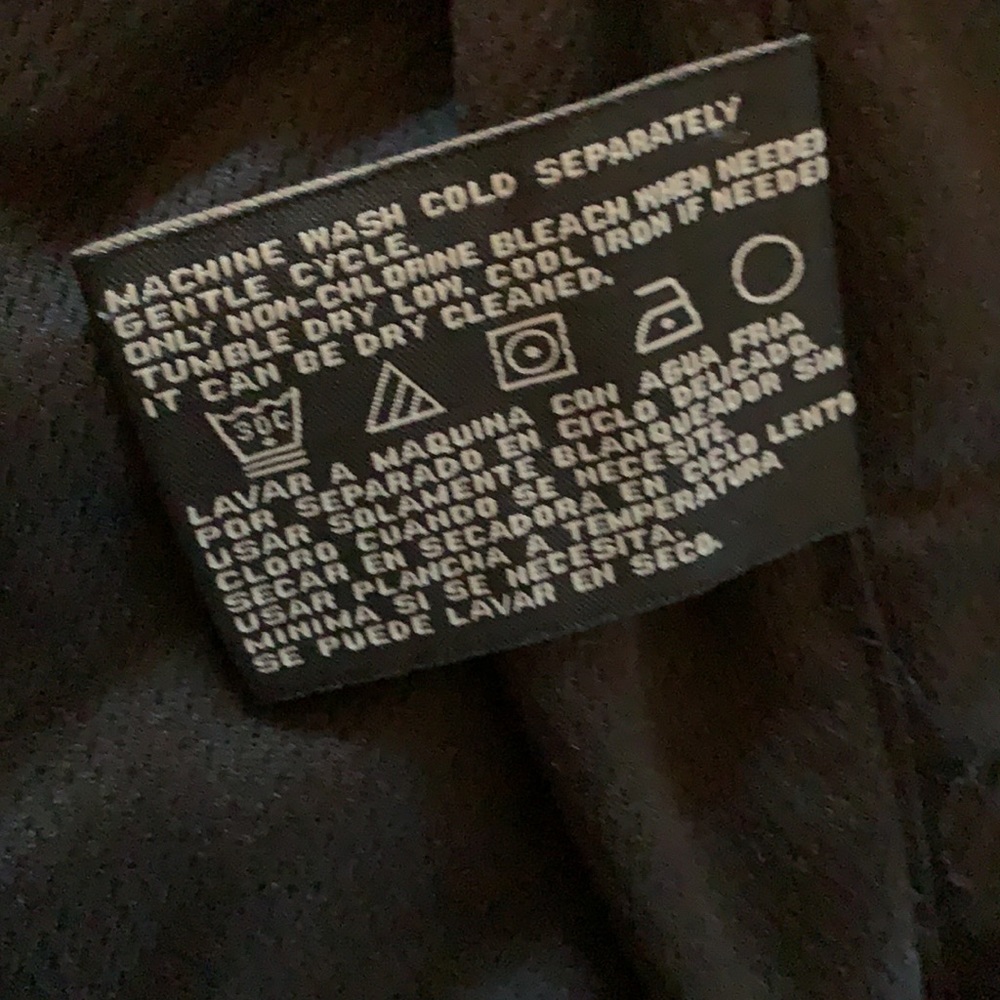 MACHINE WASH COLD SEPARATELY
GENTLE CYCLE.
ONLY NON-CHLORINE BLEACH WHEN NEEDED
TUMBLE DRY LOW. COOL IRON IF NEEDED
IT CAN BE DRY CLEANED.
30C
LAVAR A MAQUINA CON AGUA FRIA
POR SEPARADO EN CICLO DELICADO.
USAR SOLAMENTE BLANQUEADOR SIN
CLORO CUANDO SE NECESITE
SECAR EN SECADORA EN CICLO LENTO
USAR PLANCHA A TEMPERATURA
MINIMA SI SE NECESITA.
SE PUEDE LAVAR EN SECO.